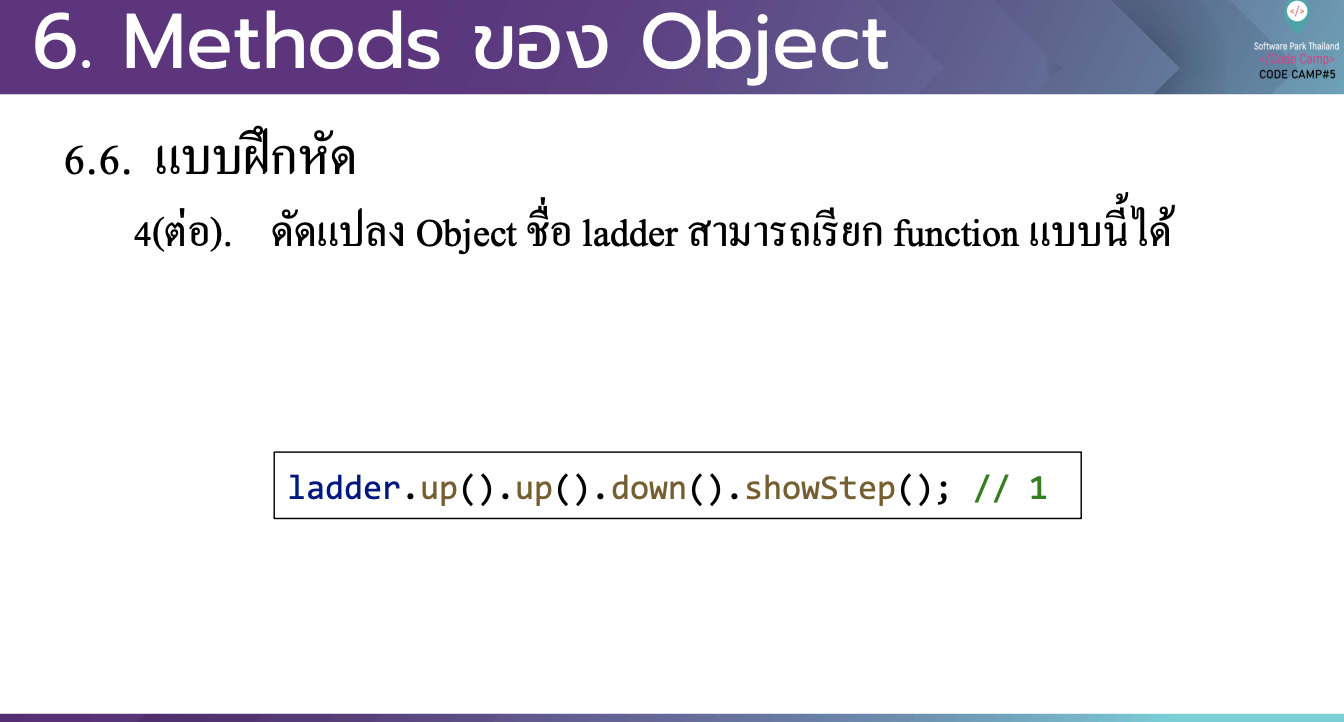 6. Methods ของ Object
</>
Software Park Thailand
</Code Camp>
CODE CAMP#5
6.6. แบบฝึกหัด
4(ต่อ). ดัดแปลง Object ชื่อ ladder สามารถเรียก function แบบนี้ได้
ladder.up().up().down().showStep(); // 1